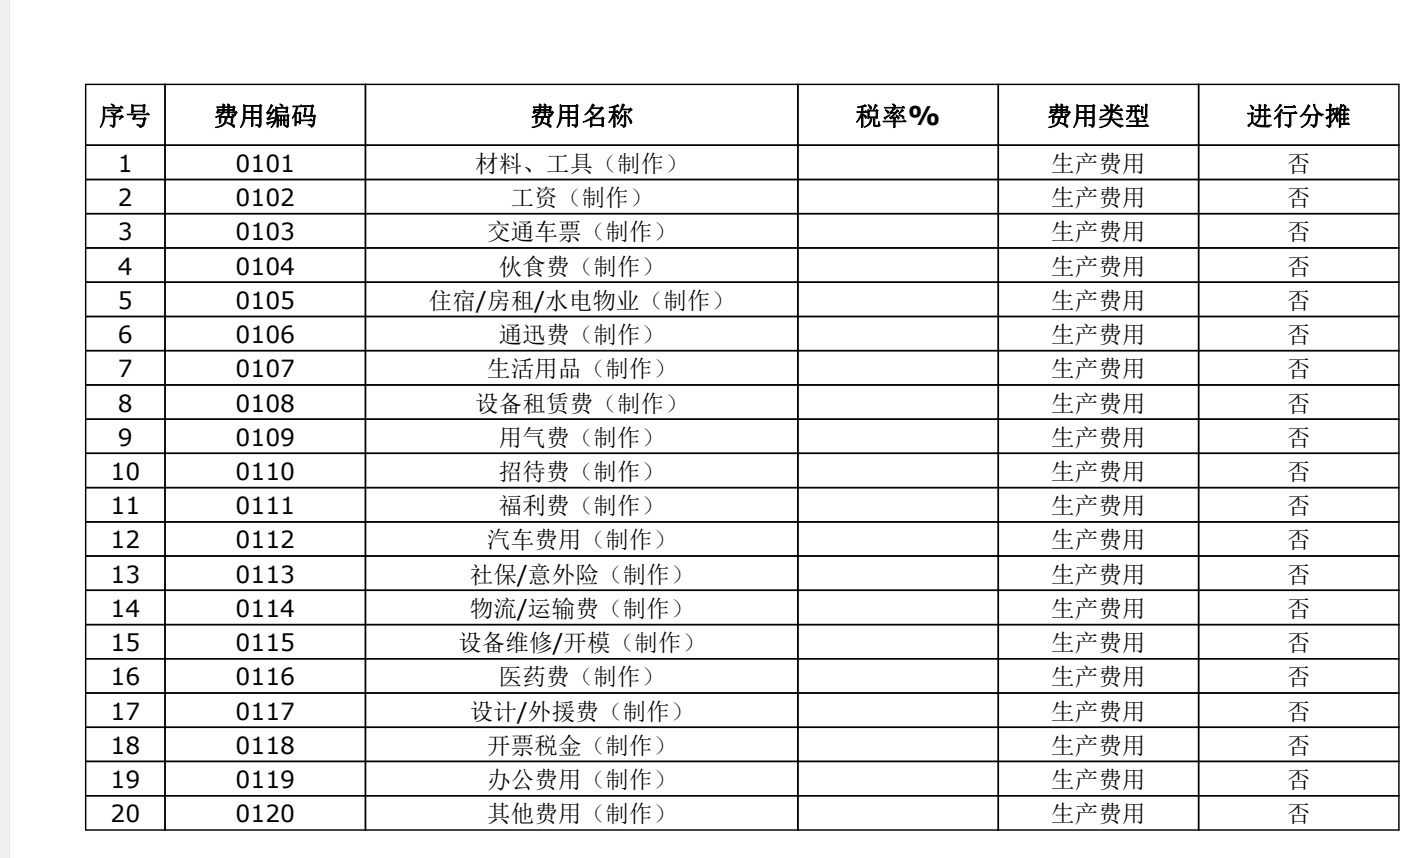 序号 费用编码 费用名称 税率% 费用类型 进行分摊
1 0101 材料、工具（制作） 生产费用 否
2 0102 工资（制作） 生产费用 否
3 0103 交通车票（制作） 生产费用 否
4 0104 伙食费（制作） 生产费用 否
5 0105 住宿/房租/水电物业（制作） 生产费用 否
6 0106 通迅费（制作） 生产费用 否
7 0107 生活用品（制作） 生产费用 否
8 0108 设备租赁费（制作） 生产费用 否
9 0109 用气费（制作） 生产费用 否
10 0110 招待费（制作） 生产费用 否
11 0111 福利费（制作） 生产费用 否
12 0112 汽车费用（制作） 生产费用 否
13 0113 社保/意外险（制作） 生产费用 否
14 0114 物流/运输费（制作） 生产费用 否
15 0115 设备维修/开模（制作） 生产费用 否
16 0116 医药费（制作） 生产费用 否
17 0117 设计/外援费（制作） 生产费用 否
18 0118 开票税金（制作） 生产费用 否
19 0119 办公费用（制作） 生产费用 否
20 0120 其他费用（制作） 生产费用 否